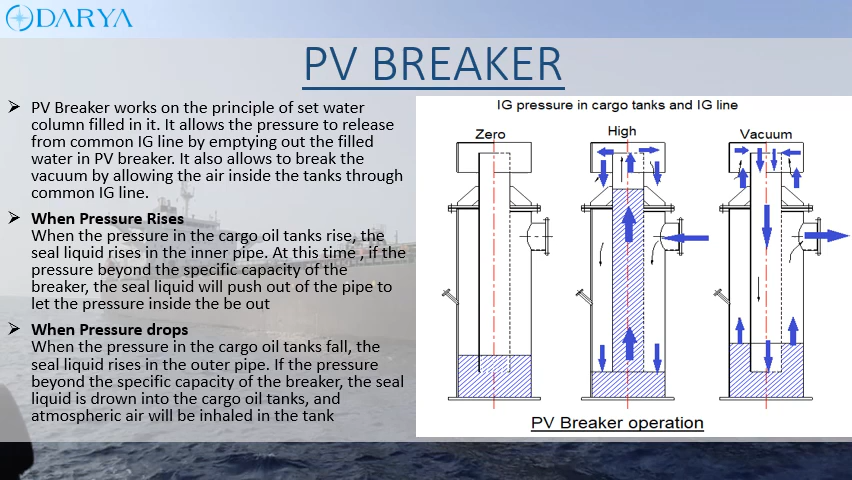 DARYA
PV BREAKER
PV Breaker works on the principle of set water
column filled in it. It allows the pressure to release
from common IG line by emptying out the filled
water in PV breaker. It also allows to break the
vacuum by allowing the air inside the tanks through
common IG line.
When Pressure Rises
When the pressure in the cargo oil tanks rise, the
seal liquid rises in the inner pipe. At this time , if the
pressure beyond the specific capacity of the
breaker, the seal liquid will push out of the pipe to
let the pressure inside the be out
When Pressure drops
When the pressure in the cargo oil tanks fall, the
seal liquid rises in the outer pipe. If the pressure
beyond the specific capacity of the breaker, the seal
liquid is drown into the cargo oil tanks, and
atmospheric air will be inhaled in the tank
IG pressure in cargo tanks and IG line
Zero
High
Vacuum
PV Breaker operation